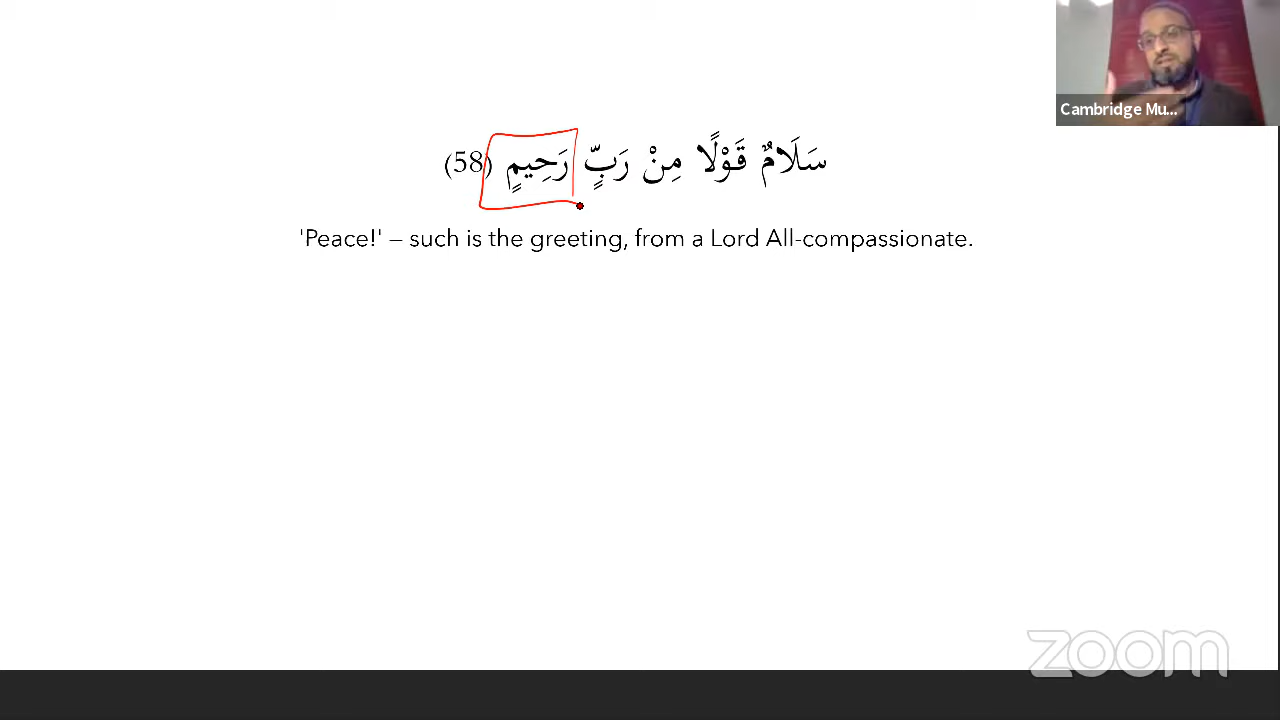 Cambridge Mu...
سَلَامٌ قَوْلًا مِنْ رَبٍّ رَحِيمٍ (58)
'Peace!' – such is the greeting, from a Lord All-compassionate.
zoom